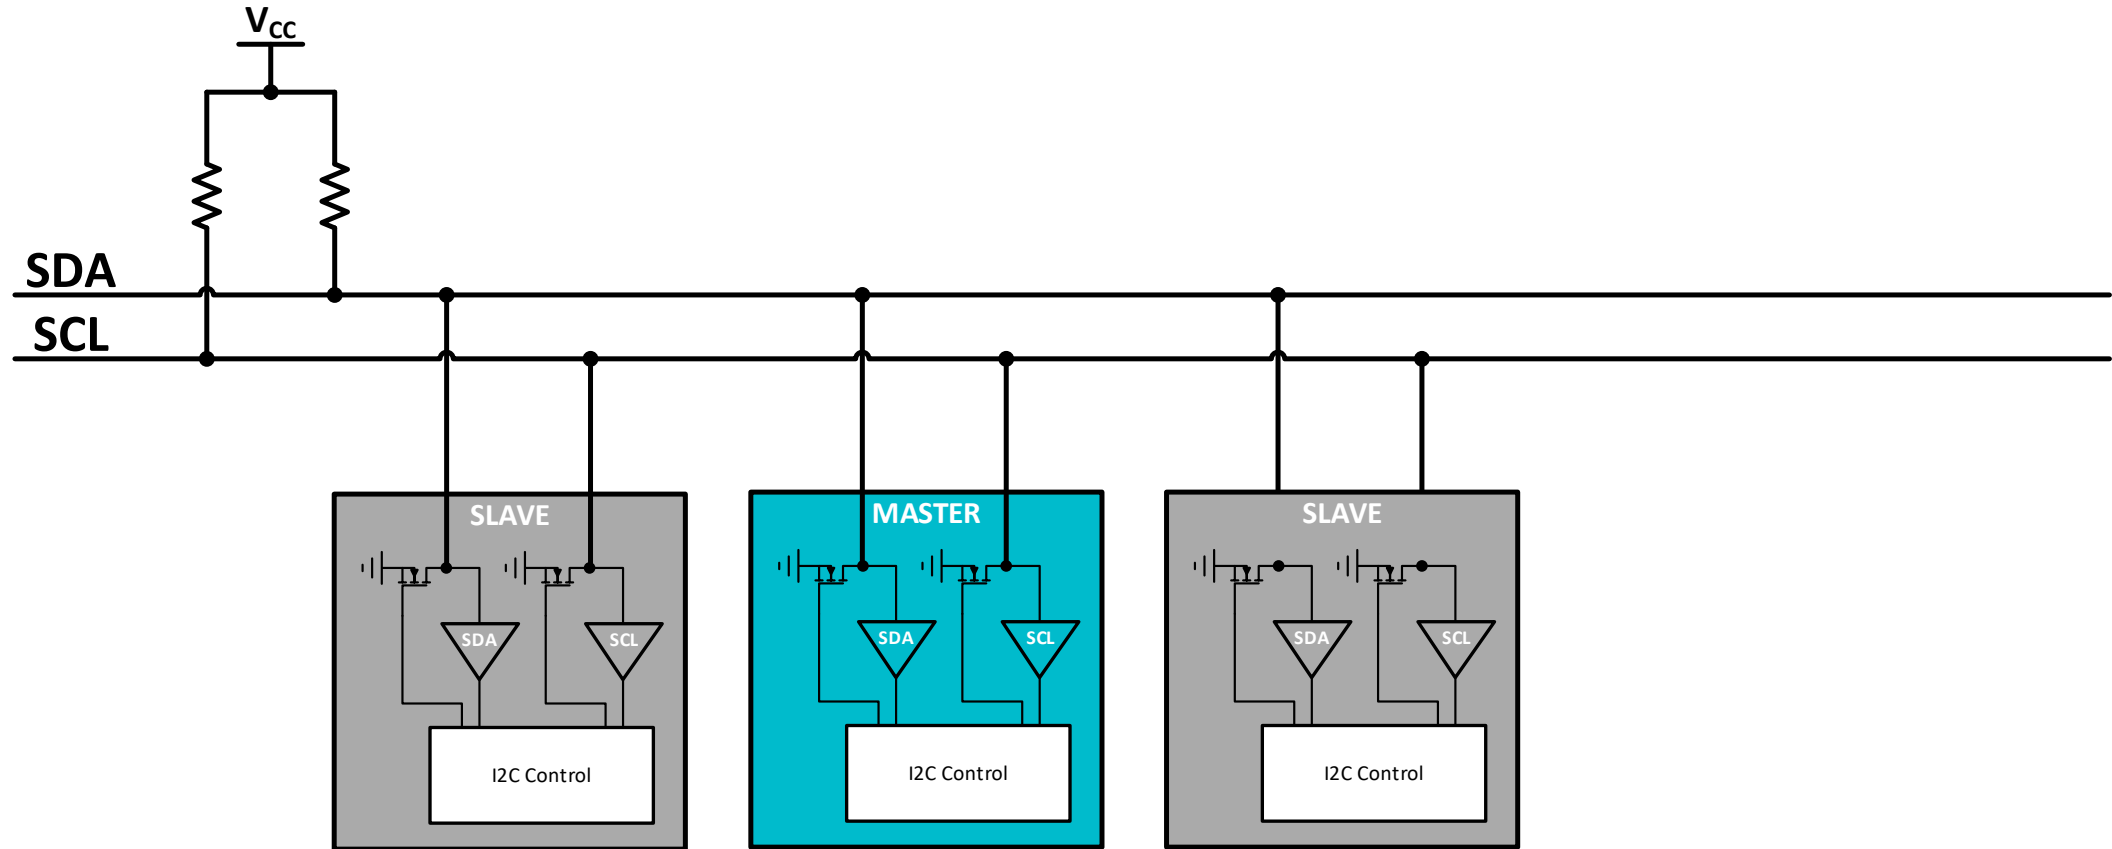 VCC
SDA
SCL
SLAVE
SDA
SCL
I2C Control
MASTER
SDA
SCL
I2C Control
SLAVE
SDA
SCL
I2C Control